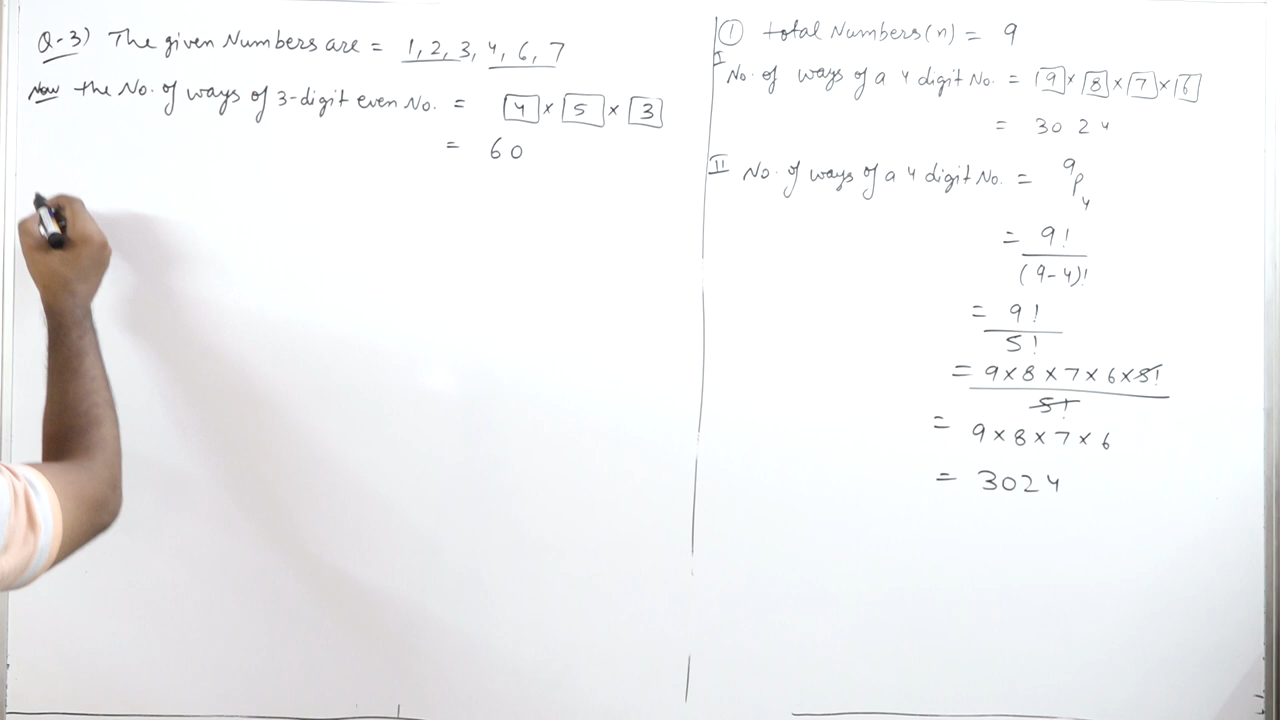 Q-3) The given Numbers are = 1, 2, 3, 4, 6, 7
Now the No. of ways of 3-digit even No. = 4 × 5 × 3
= 60
① total Numbers(n) = 9
I No. of ways of a 4 digit No. = 9 × 8 × 7 × 6
= 3024
II No. of ways of a 4 digit No. = ⁹P₄
= 9!
(9-4)!
= 9!
5!
= 9×8×7×6×5!
5!
= 9×8×7×6
= 3024